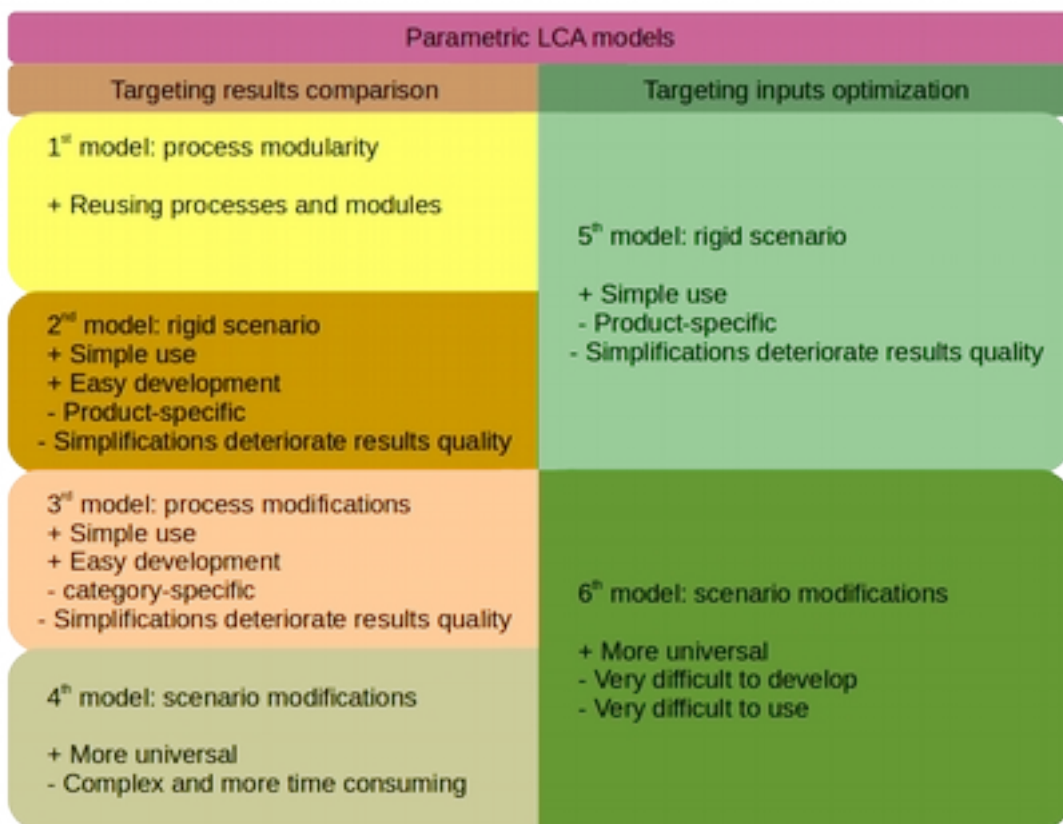 Parametric LCA models
Targeting results comparison
1st model: process modularity
+ Reusing processes and modules
2nd model: rigid scenario
+ Simple use
+ Easy development
- Product-specific
- Simplifications deteriorate results quality
3rd model: process modifications
+ Simple use
+ Easy development
- category-specific
- Simplifications deteriorate results quality
4th model: scenario modifications
+ More universal
- Complex and more time consuming
Targeting inputs optimization
5th model: rigid scenario
+ Simple use
- Product-specific
- Simplifications deteriorate results quality
6th model: scenario modifications
+ More universal
- Very difficult to develop
- Very difficult to use